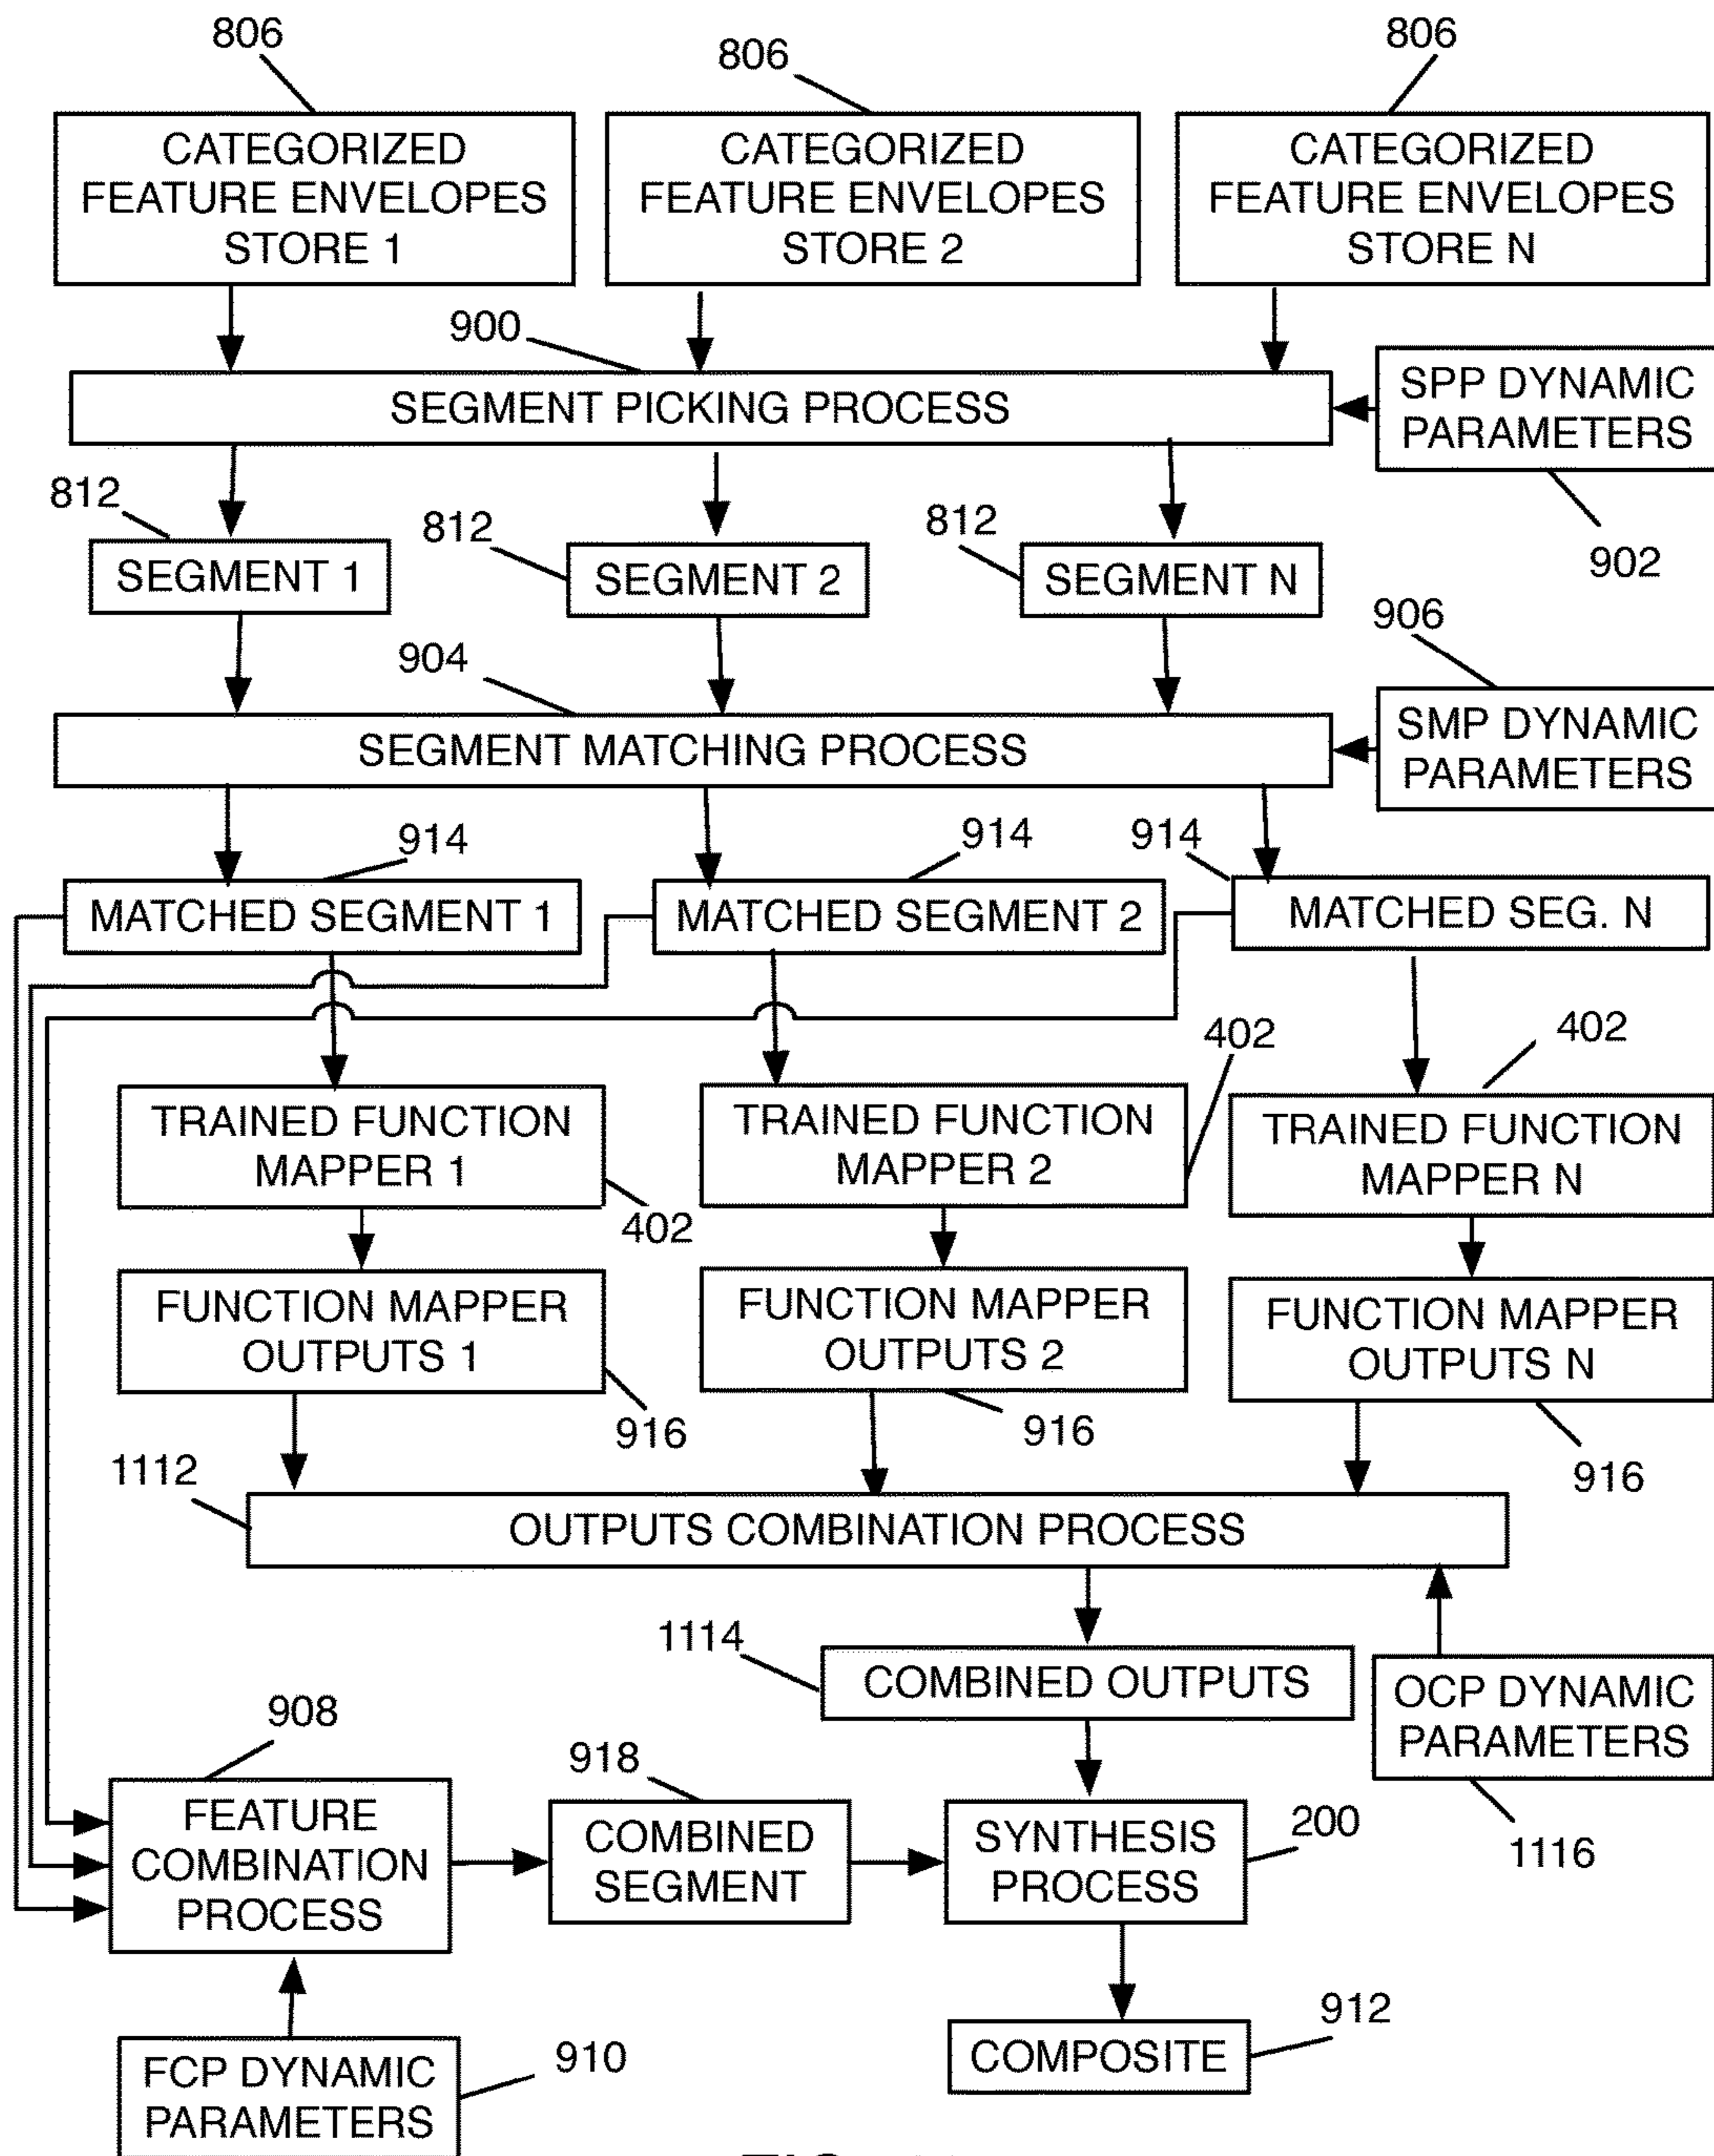 806
806
806
CATEGORIZED
FEATURE ENVELOPES
STORE 1
CATEGORIZED
FEATURE ENVELOPES
STORE 2
CATEGORIZED
FEATURE ENVELOPES
STORE N
900
SEGMENT PICKING PROCESS
SPP DYNAMIC
PARAMETERS
902
812
SEGMENT 1
812
SEGMENT 2
812
SEGMENT N
904
906
SEGMENT MATCHING PROCESS
SMP DYNAMIC
PARAMETERS
914
914
914
MATCHED SEGMENT 1
MATCHED SEGMENT 2
MATCHED SEG. N
402
402
TRAINED FUNCTION
MAPPER 1
402
TRAINED FUNCTION
MAPPER 2
TRAINED FUNCTION
MAPPER N
FUNCTION MAPPER
OUTPUTS 1
FUNCTION MAPPER
OUTPUTS 2
FUNCTION MAPPER
OUTPUTS N
916
916
916
1112
OUTPUTS COMBINATION PROCESS
1114
COMBINED OUTPUTS
OCP DYNAMIC
PARAMETERS
1116
908
FEATURE
COMBINATION
PROCESS
918
COMBINED
SEGMENT
SYNTHESIS
PROCESS
200
FCP DYNAMIC
PARAMETERS
910
COMPOSITE
912